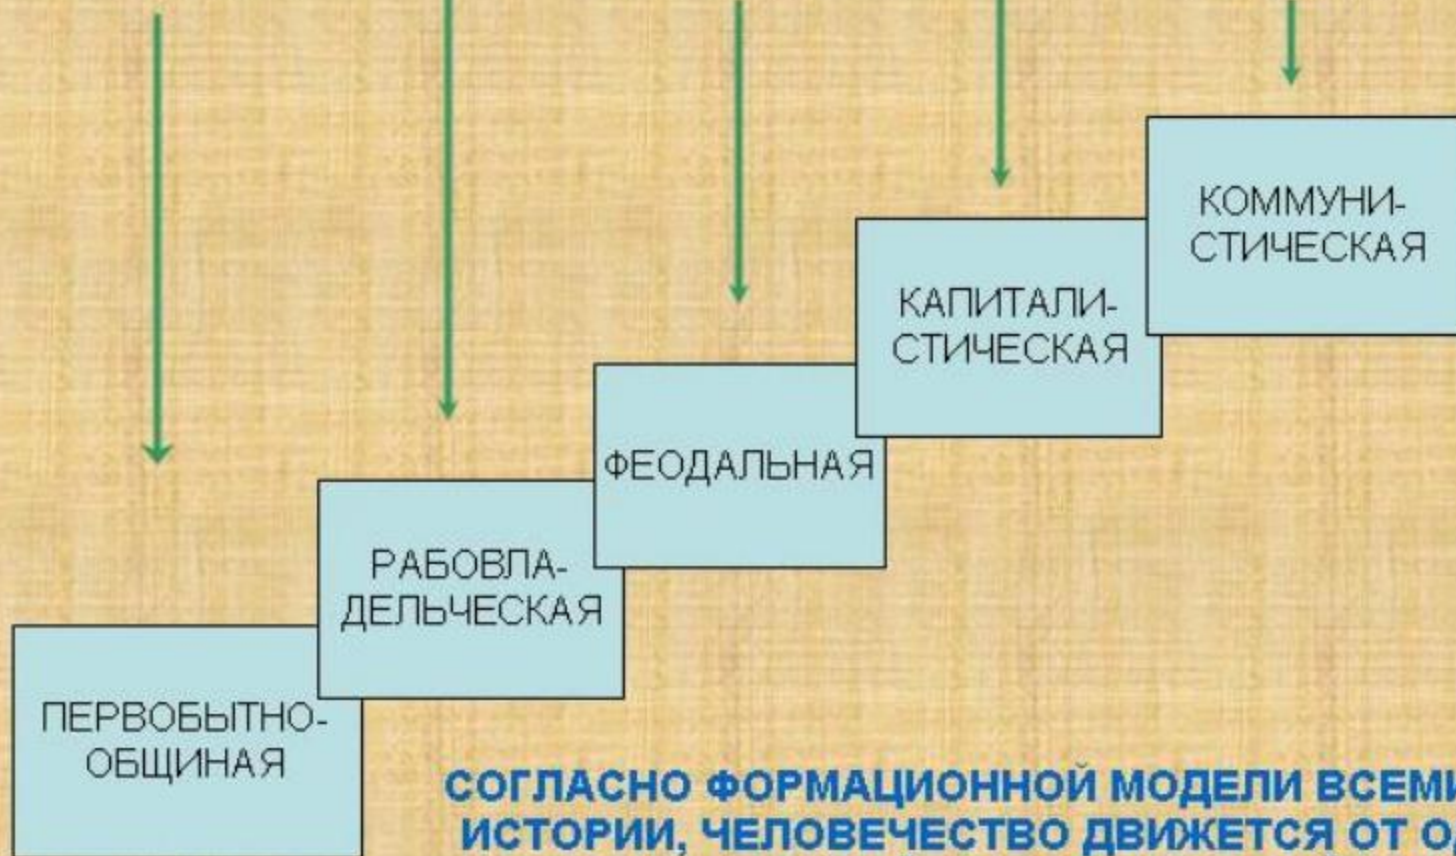 ПЕРВОБЫТНО-
ОБЩИНАЯ
РАБОВЛА-
ДЕЛЬЧЕСКАЯ
ФЕОДАЛЬНАЯ
КАПИТАЛИ-
СТИЧЕСКАЯ
КОММУНИ-
СТИЧЕСКАЯ
СОГЛАСНО ФОРМАЦИОННОЙ МОДЕЛИ
ИСТОРИИ, ЧЕЛОВЕЧЕСТВО ДВИЖЕТСЯ ОТ